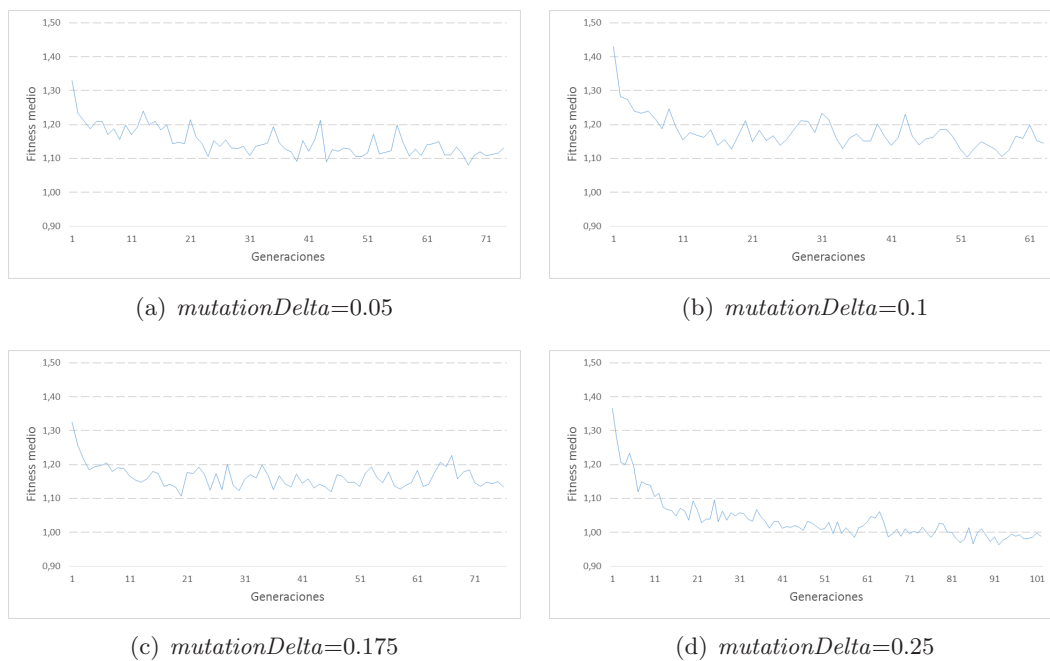 1,50
1,40
1,30
1,20
1,10
1,00
0,90
Fitness medio
1 11 21 31 41 51 61 71
Generaciones
(a) mutationDelta=0.05
1,50
1,40
1,30
1,20
1,10
1,00
0,90
Fitness medio
1 11 21 31 41 51 61
Generaciones
(b) mutationDelta=0.1
1,50
1,40
1,30
1,20
1,10
1,00
0,90
Fitness medio
1 11 21 31 41 51 61 71
Generaciones
(c) mutationDelta=0.175
1,50
1,40
1,30
1,20
1,10
1,00
0,90
Fitness medio
1 11 21 31 41 51 61 71 81 91 101
Generaciones
(d) mutationDelta=0.25